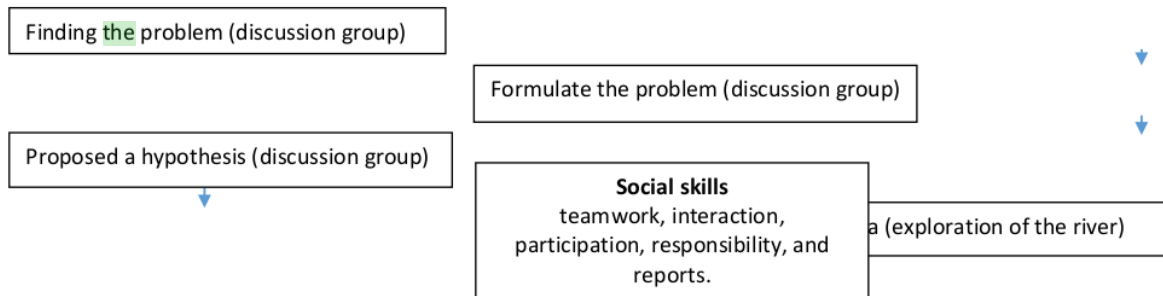 Finding the problem (discussion group)
Formulate the problem (discussion group)
Proposed a hypothesis (discussion group)
Social skills
teamwork, interaction,
participation, responsibility, and
reports.
a (exploration of the river)